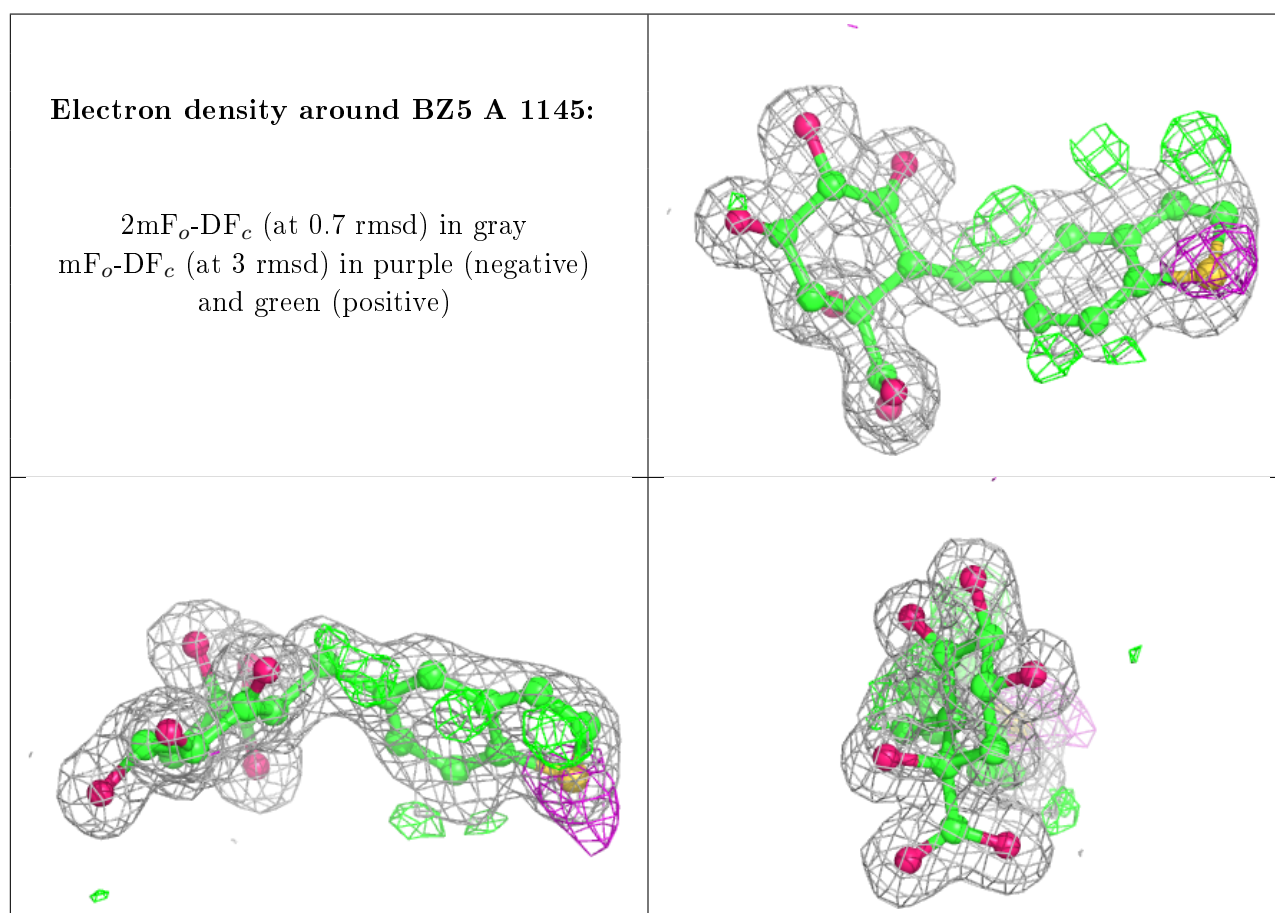 Electron density around BZ5 A 1145:
2mFₒ-DF𝒸 (at 0.7 rmsd) in gray
mFₒ-DF𝒸 (at 3 rmsd) in purple (negative)
and green (positive)